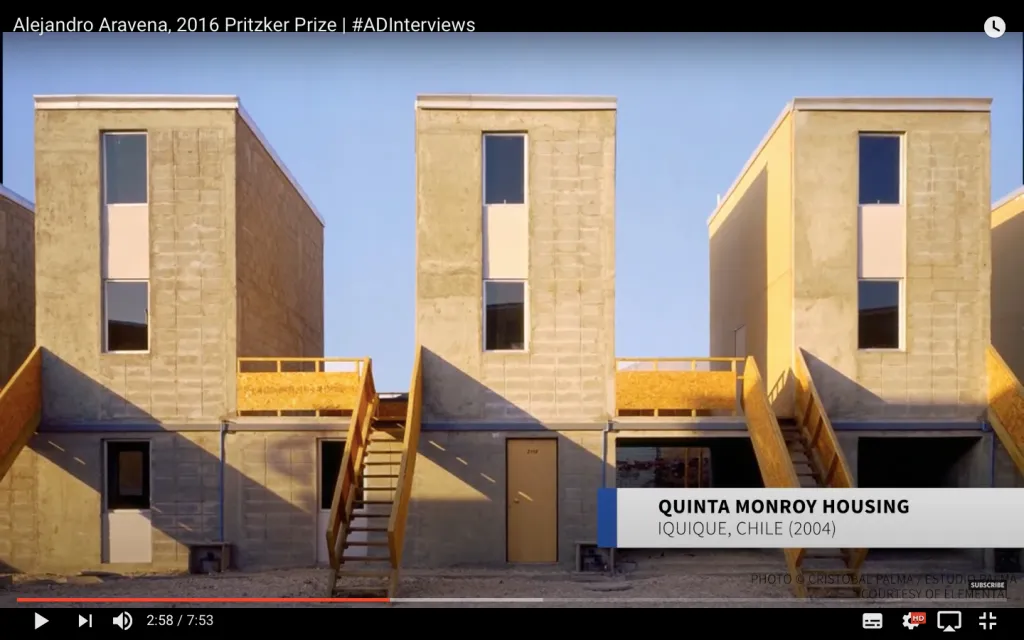 Alejandro Aravena, 2016 Pritzker Prize | #ADInterviews
QUINTA MONROY HOUSING
IQUIQUE, CHILE (2004)
PHOTO © CRISTOBAL PALMA / ESTUDIO PALMA
COURTESY OF ELEMENTAL
SUBSCRIBE
2:58 / 7:53
HD